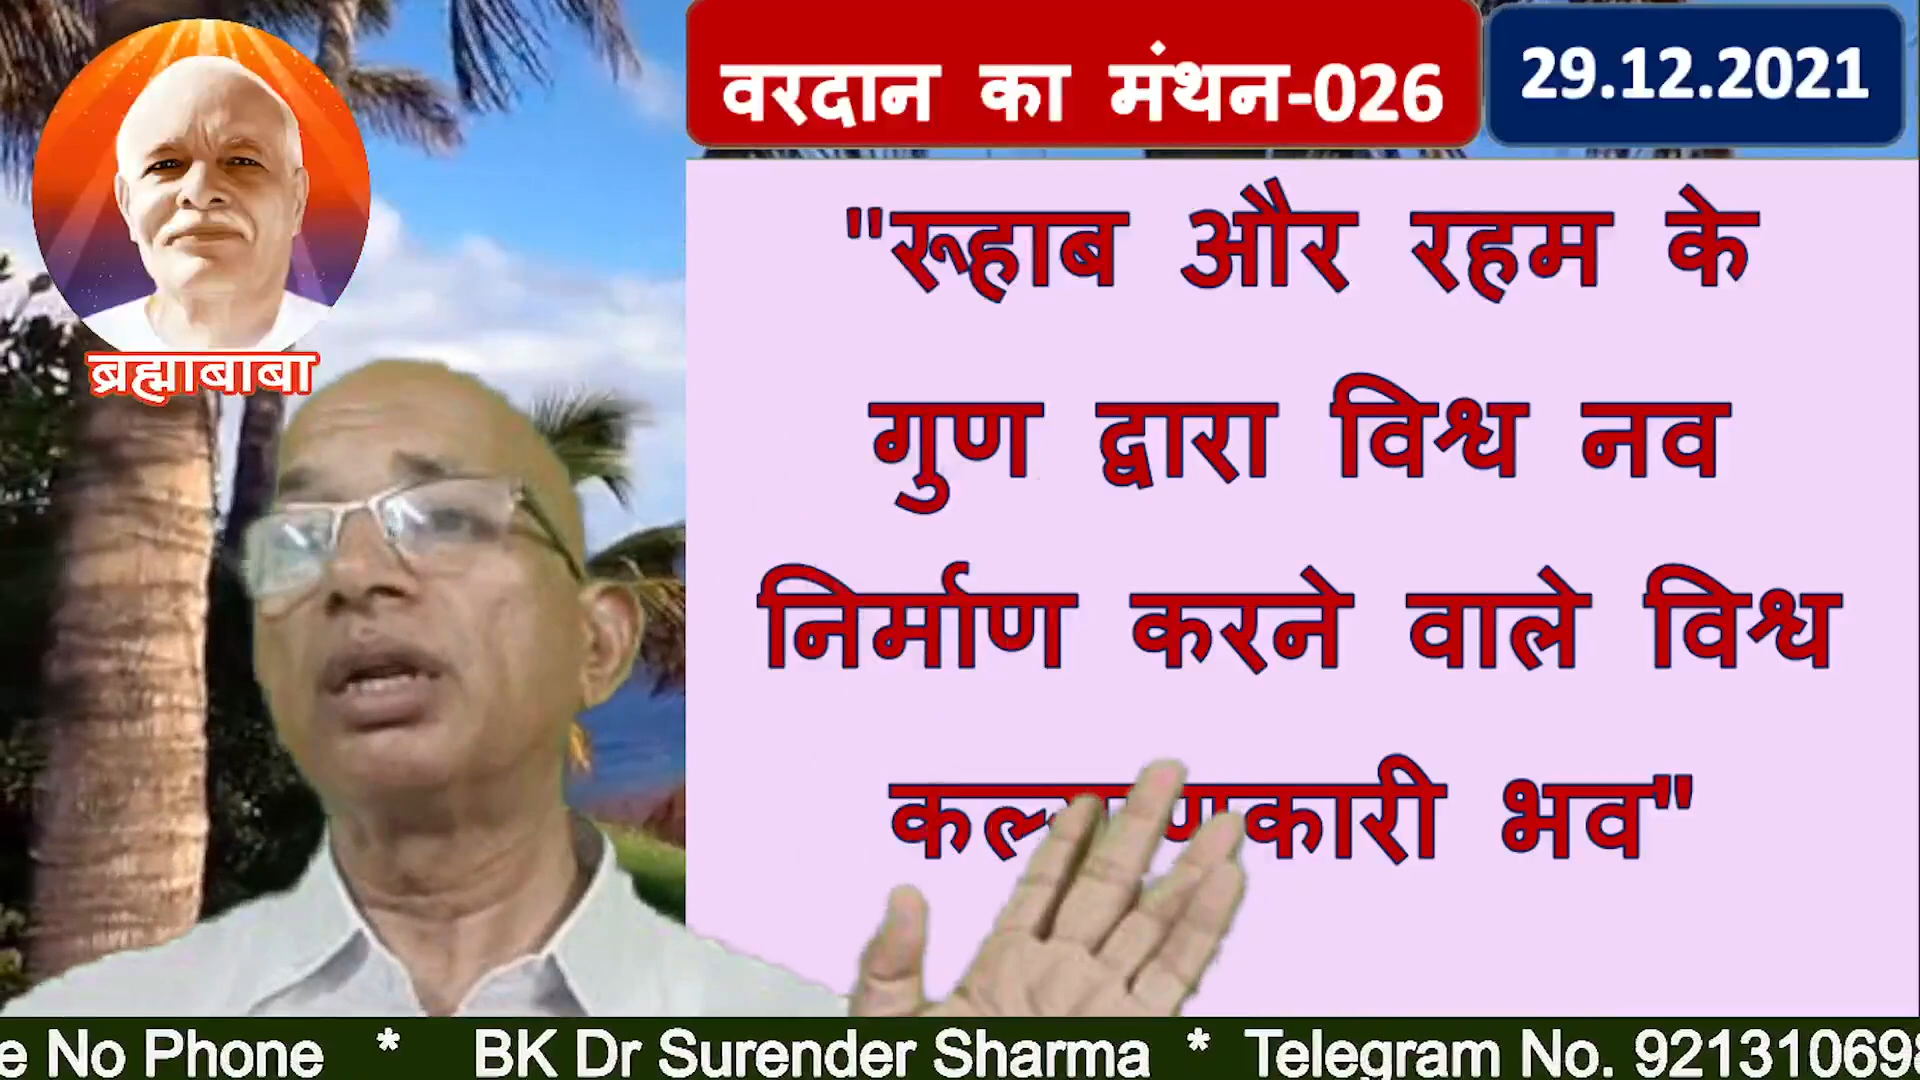 वरदान का मंथन-026
29.12.2021
ब्रह्माबाबा
"रूहाब और रहम के
गुण द्वारा विश्व नव
निर्माण करने वाले विश्व
भव"
No Phone * BK Dr Surender Sharma * Telegram No.